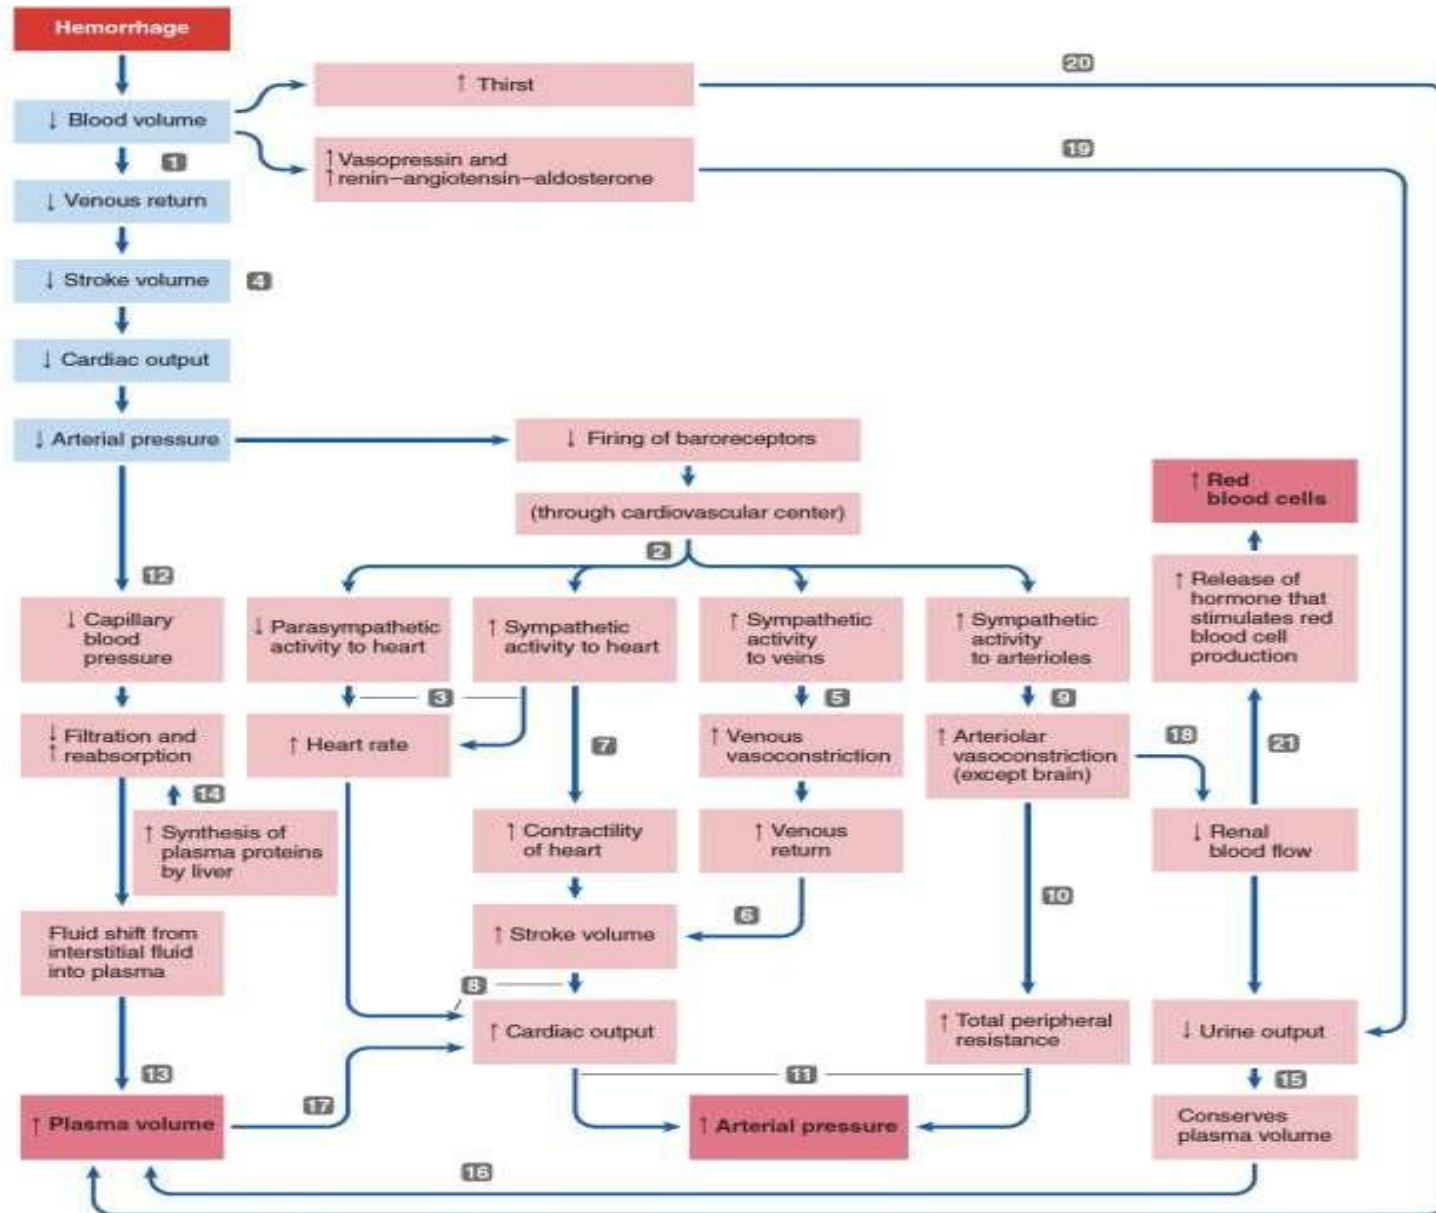 Hemorrhage
↑ Thirst
20
↓ Blood volume
1
↑ Vasopressin and
↑ renin–angiotensin–aldosterone
19
↓ Venous return
↓ Stroke volume
4
↓ Cardiac output
↓ Arterial pressure
↓ Firing of baroreceptors
(through cardiovascular center)
2
↑ Red
blood cells
12
↓ Capillary
blood
pressure
↓ Parasympathetic
activity to heart
↑ Sympathetic
activity to heart
↑ Sympathetic
activity
to veins
↑ Sympathetic
activity
to arterioles
↑ Release of
hormone that
stimulates red
blood cell
production
3
5
9
↓ Filtration and
↑ reabsorption
↑ Heart rate
7
↑ Venous
vasoconstriction
↑ Arteriolar
vasoconstriction
(except brain)
18
21
14
↑ Synthesis of
plasma proteins
by liver
↑ Contractility
of heart
↑ Venous
return
↓ Renal
blood flow
10
6
Fluid shift from
interstitial fluid
into plasma
↑ Stroke volume
8
↑ Cardiac output
↑ Total peripheral
resistance
↓ Urine output
13
11
15
17
↑ Plasma volume
↑ Arterial pressure
Conserves
plasma volume
16